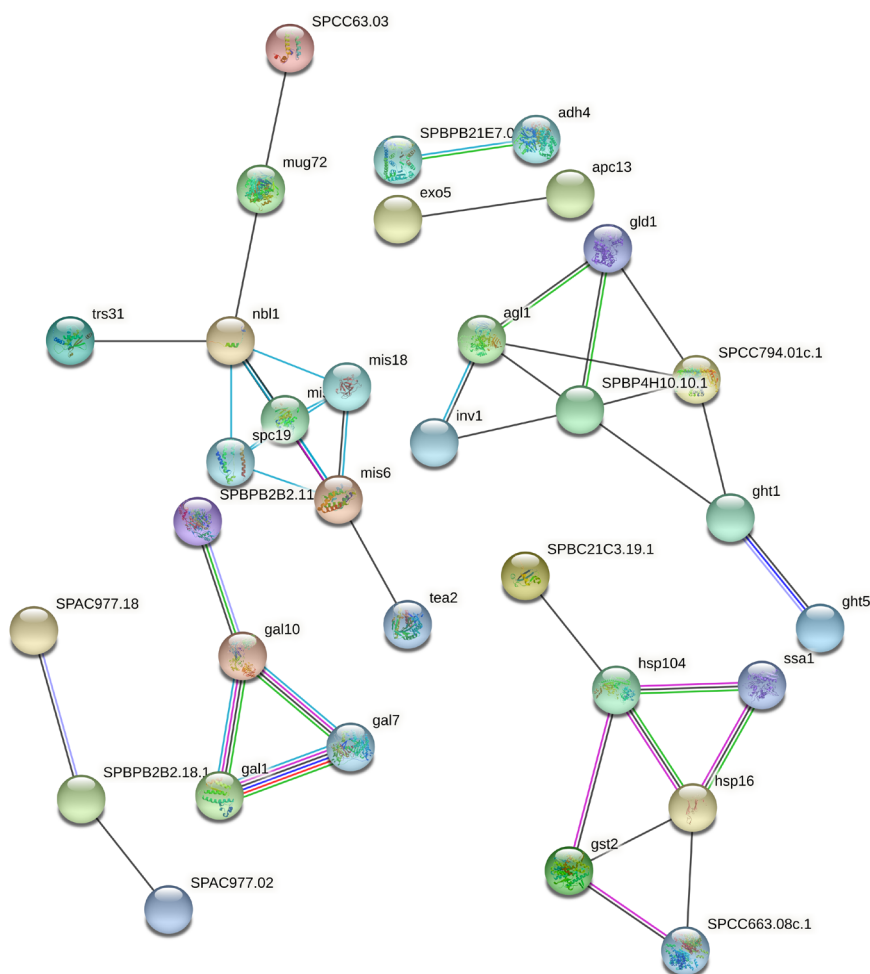 SPCC63.03
adh4
SPBPB21E7.0
mug72
apc13
exo5
gld1
trs31
nbl1
agl1
mis18
SPCC794.01c.1
SPBP4H10.10.1
inv1
spc19
mis6
SPBPB2B2.11
ght1
SPBC21C3.19.1
SPAC977.18
tea2
ght5
gal10
hsp104
ssa1
gal7
SPBPB2B2.18.1
gal1
hsp16
gst2
SPAC977.02
SPCC663.08c.1